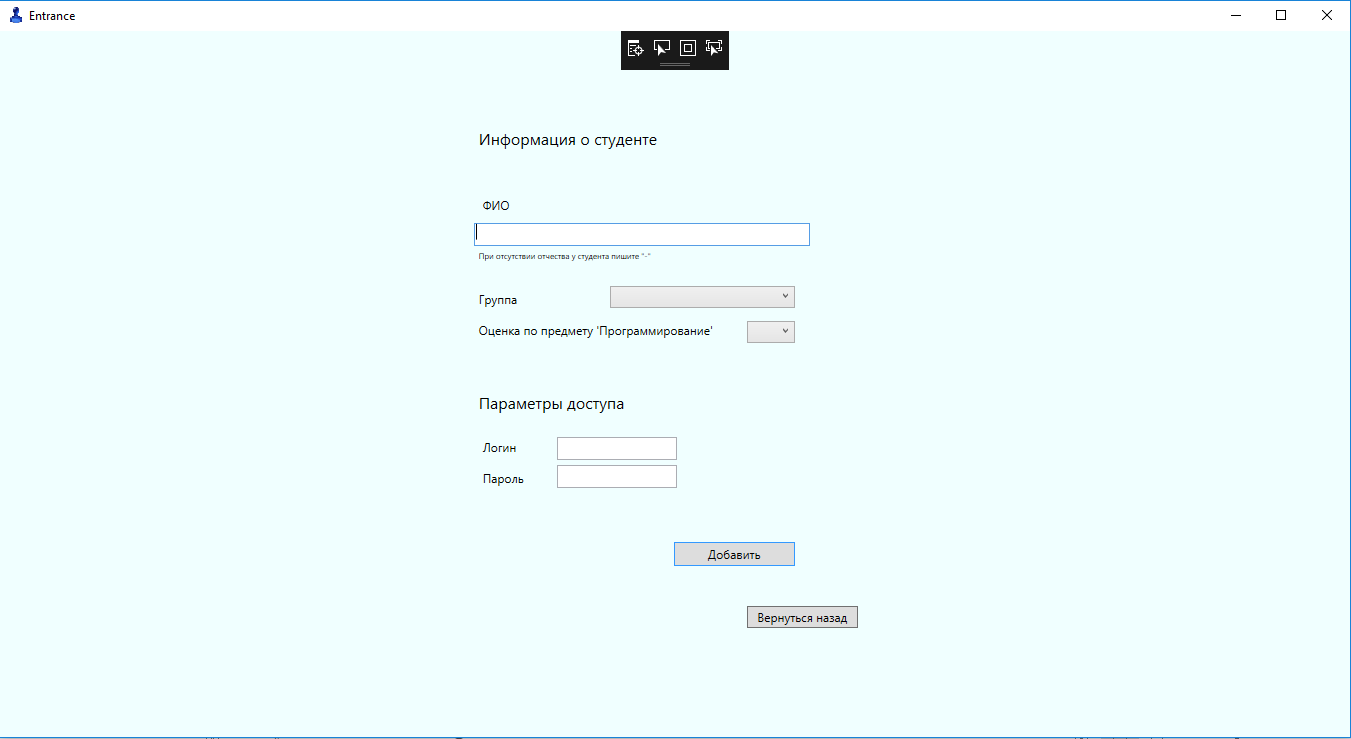 Entrance
Информация о студенте
ФИО
При отсутствии отчества у студента пишите "-"
Группа
Оценка по предмету 'Программирование'
Параметры доступа
Логин
Пароль
Добавить
Вернуться назад